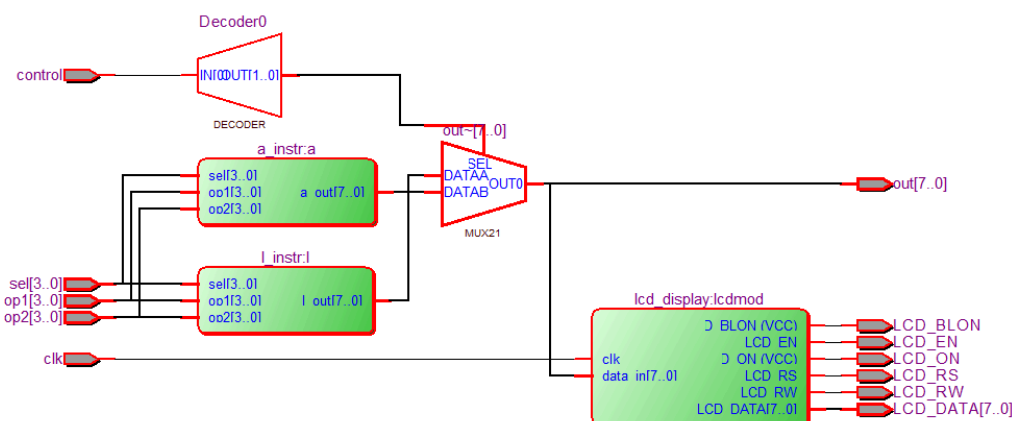 Decoder0
control
IN[0]
OUT[1..0]
DECODER
out~[7..0]
SEL
DATAA
DATAB
OUT0
MUX21
out[7..0]
a_instr:a
sel[3..0]
op1[3..0]
op2[3..0]
a_out[7..0]
l_instr:l
sel[3..0]
op1[3..0]
op2[3..0]
l_out[7..0]
sel[3..0]
op1[3..0]
op2[3..0]
clk
lcd_display:lcdmod
clk
data_in[7..0]
D_BLON (VCC)
LCD_EN
D_ON (VCC)
LCD_RS
LCD_RW
LCD_DATA[7..0]
LCD_BLON
LCD_EN
LCD_ON
LCD_RS
LCD_RW
LCD_DATA[7..0]